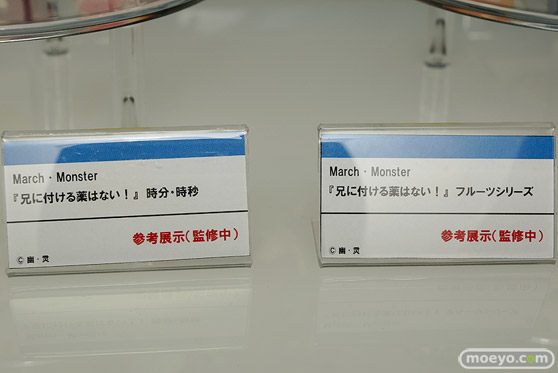 March・Monster
『兄に付ける薬はない！』 時分・時秒
参考展示(監修中)
© 幽・灵
March・Monster
『兄に付ける薬はない！』 フルーツシリーズ
参考展示(監修中)
© 幽・灵
moeyo.com